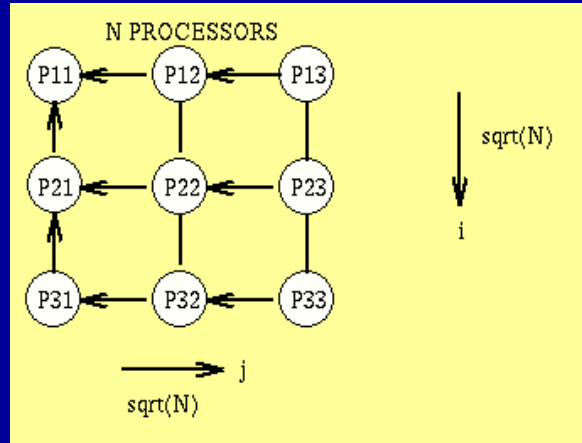 N PROCESSORS
P11 P12 P13
sqrt(N)
P21 P22 P23
i
P31 P32 P33
j
sqrt(N)